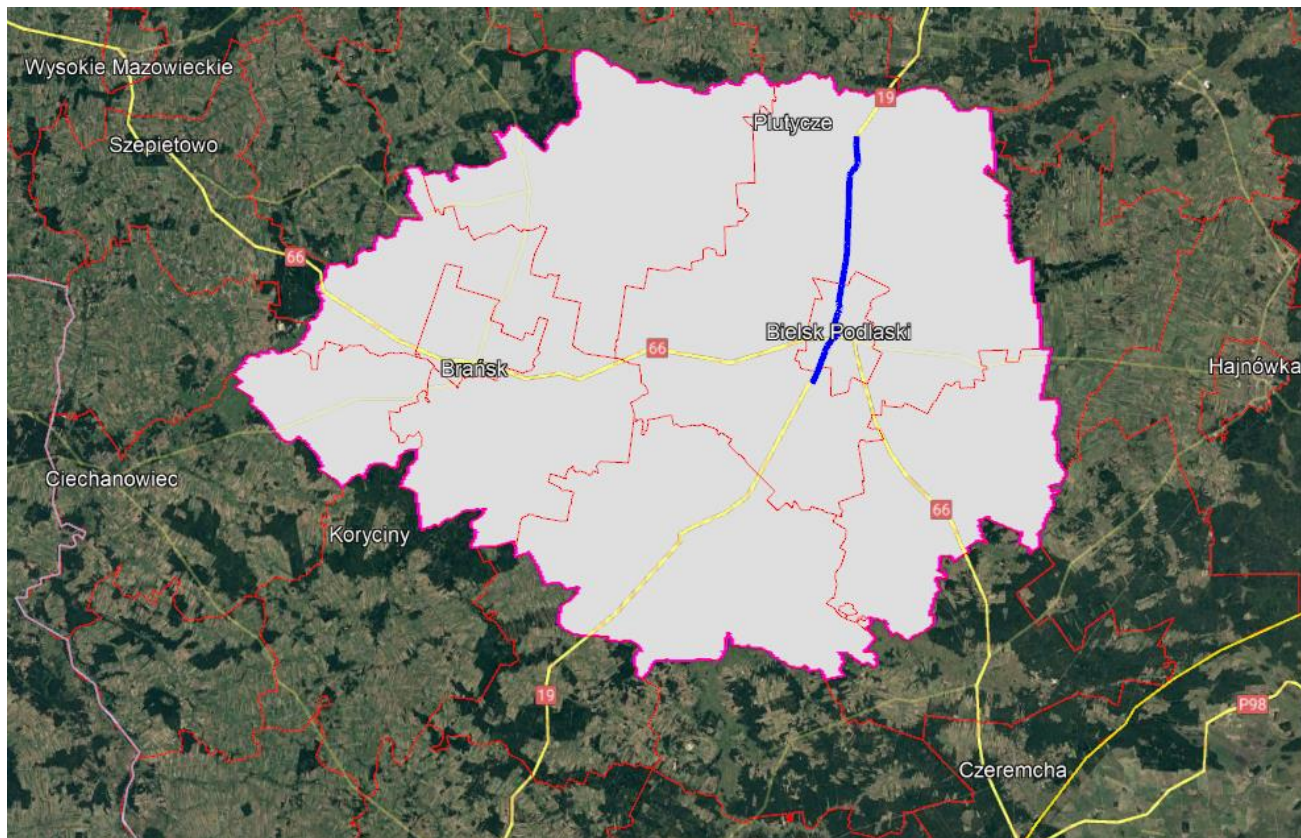 Wysokie Mazowieckie
19
Plutycze
Szepietowo
66
Bielsk Podlaski
66
Brańsk
Hajnówka
Ciechanowiec
66
Koryciny
19
P98
Czeremcha